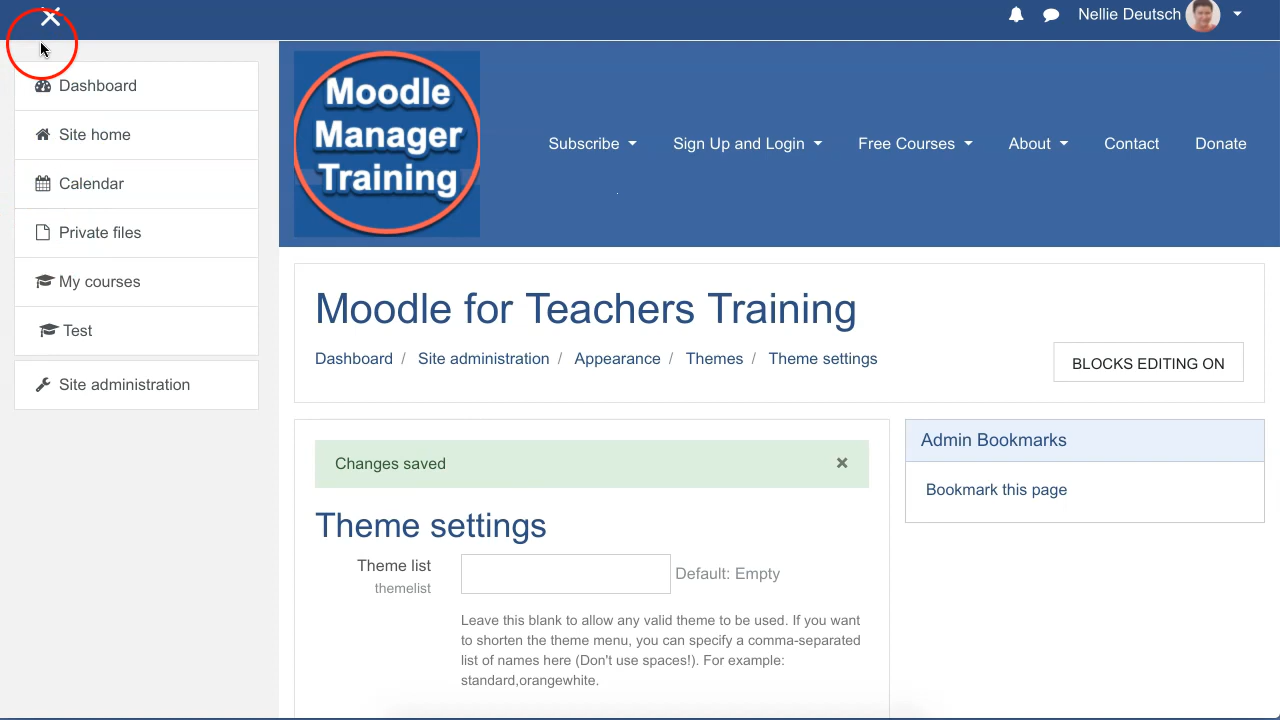 Nellie Deutsch
Dashboard
Site home
Calendar
Private files
My courses
Test
Site administration
Moodle
Manager
Training
Subscribe
Sign Up and Login
Free Courses
About
Contact
Donate
Moodle for Teachers Training
Dashboard / Site administration / Appearance / Themes / Theme settings
BLOCKS EDITING ON
Changes saved
×
Theme settings
Theme list
themelist
Default: Empty
Leave this blank to allow any valid theme to be used. If you want
to shorten the theme menu, you can specify a comma-separated
list of names here (Don't use spaces!). For example:
standard,orangewhite.
Admin Bookmarks
Bookmark this page